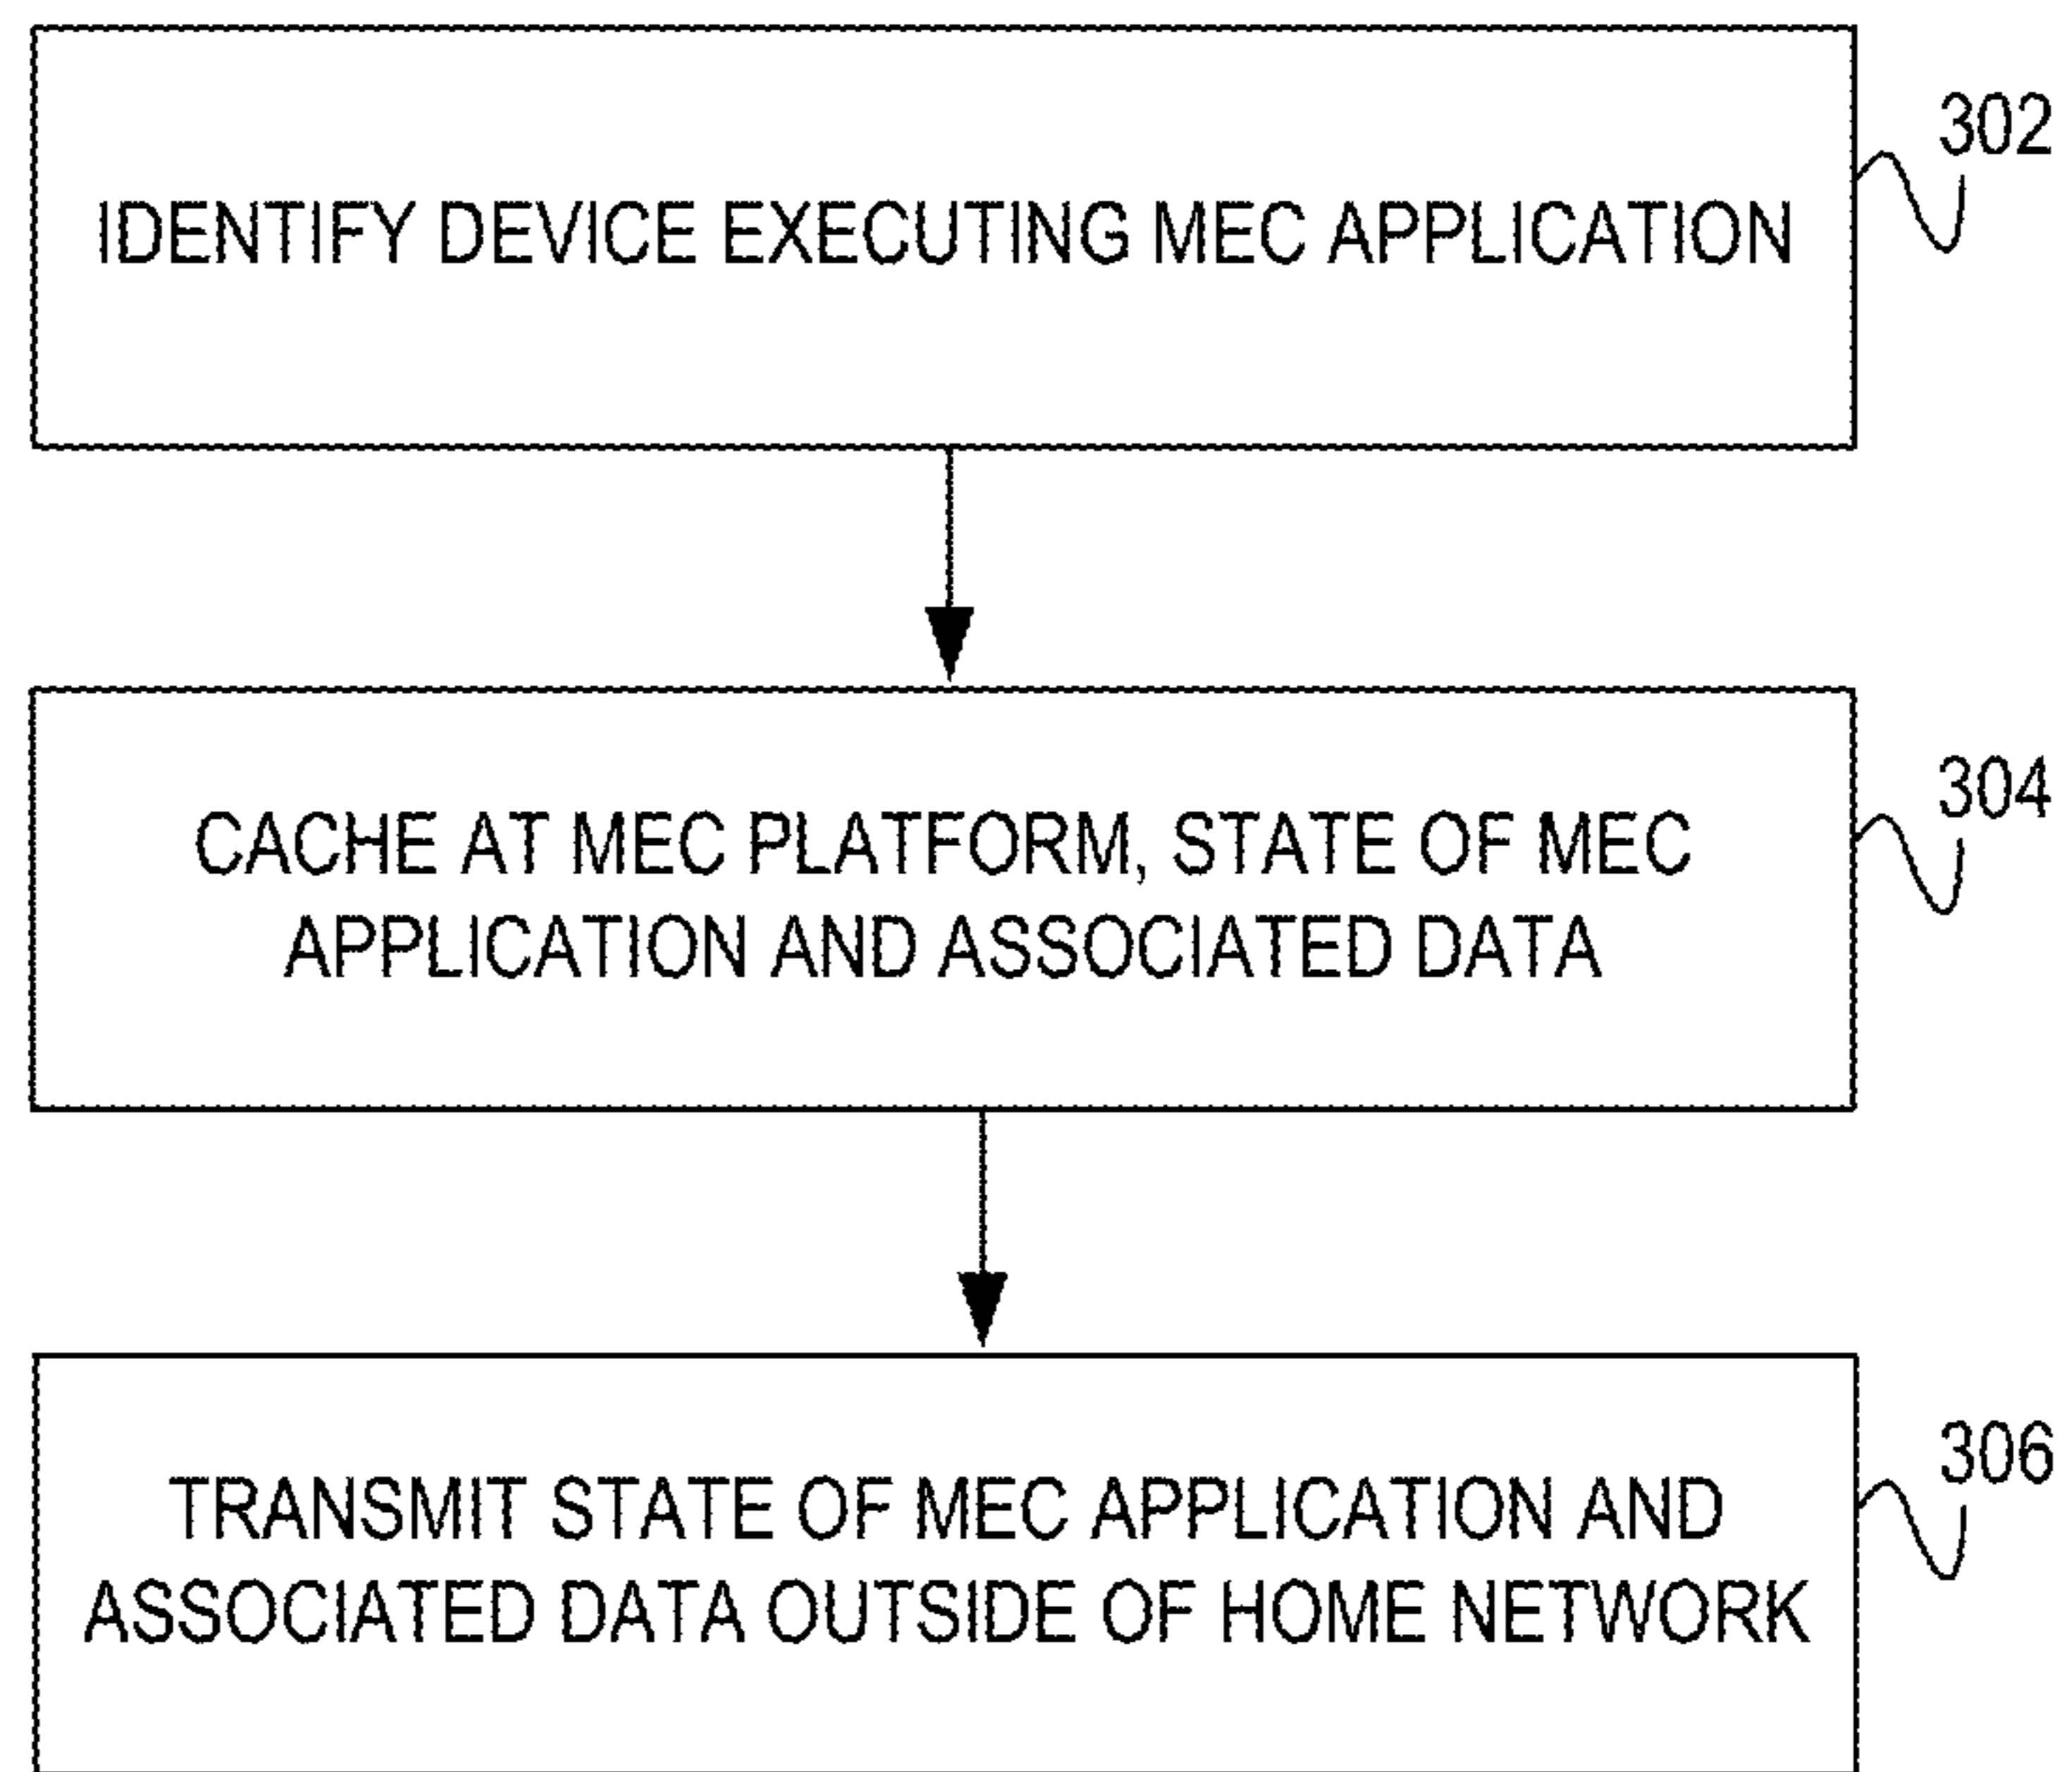 302
IDENTIFY DEVICE EXECUTING MEC APPLICATION
304
CACHE AT MEC PLATFORM, STATE OF MEC
APPLICATION AND ASSOCIATED DATA
306
TRANSMIT STATE OF MEC APPLICATION AND
ASSOCIATED DATA OUTSIDE OF HOME NETWORK